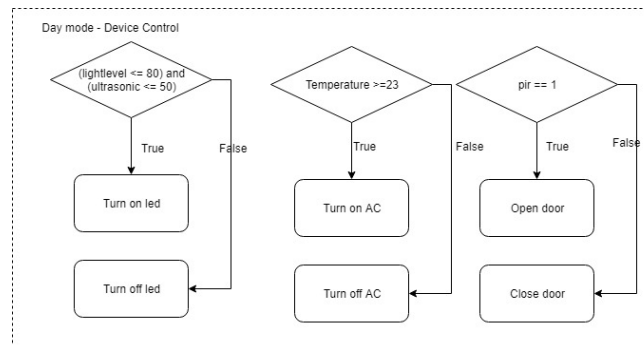 Day mode - Device Control
(lightlevel <= 80) and
(ultrasonic <= 50)
True
False
Turn on led
Turn off led
Temperature >=23
True
False
Turn on AC
Turn off AC
pir == 1
True
False
Open door
Close door